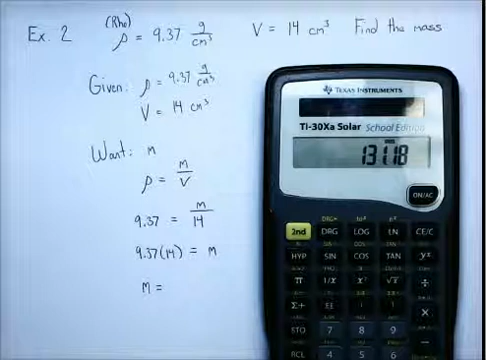 Ex. 2 (Rho) ρ = 9.37 g/cm³ V = 14 cm³ Find the mass
Given: ρ = 9.37 g/cm³
V = 14 cm³
Want: m
ρ = m/V
9.37 = m/14
9.37(14) = m
m =
TEXAS INSTRUMENTS
TI-30Xa Solar School Edition
131.18
ON/AC
2nd DRG LOG LN CE/C
HYP SIN COS TAN
π 1/x x² √x ÷
Σ+ EE ( ) ×
STO 7 8 9
RCL 4 5 6